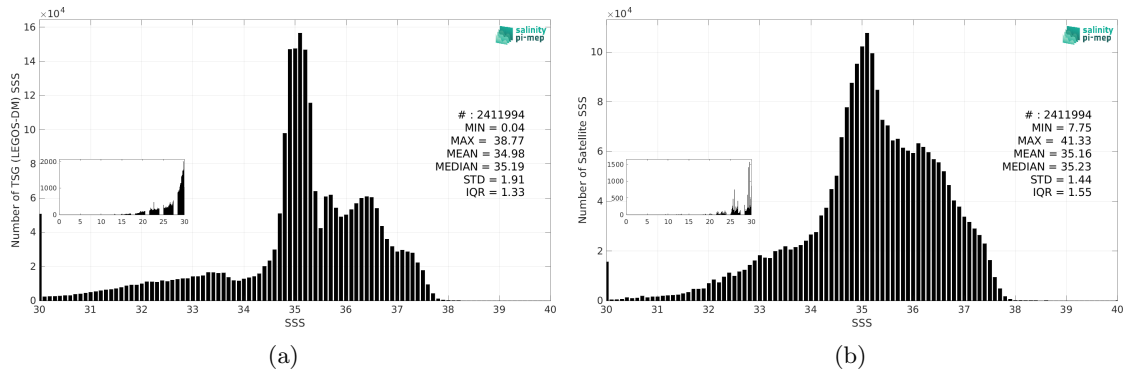 ×10⁴
16
14
12
10
8
6
4
2
0
Number of TSG (LEGOS-DM) SSS
salinity
pi-mep
# : 2411994
MIN = 0.04
MAX = 38.77
MEAN = 34.98
MEDIAN = 35.19
STD = 1.91
IQR = 1.33
2000
1000
0
0 5 10 15 20 25 30
30 31 32 33 34 35 36 37 38 39 40
SSS
(a)
×10⁴
10
8
6
4
2
0
Number of Satellite SSS
salinity
pi-mep
# : 2411994
MIN = 7.75
MAX = 41.33
MEAN = 35.16
MEDIAN = 35.23
STD = 1.44
IQR = 1.55
1500
1000
500
0
0 5 10 15 20 25 30
30 31 32 33 34 35 36 37 38 39 40
SSS
(b)